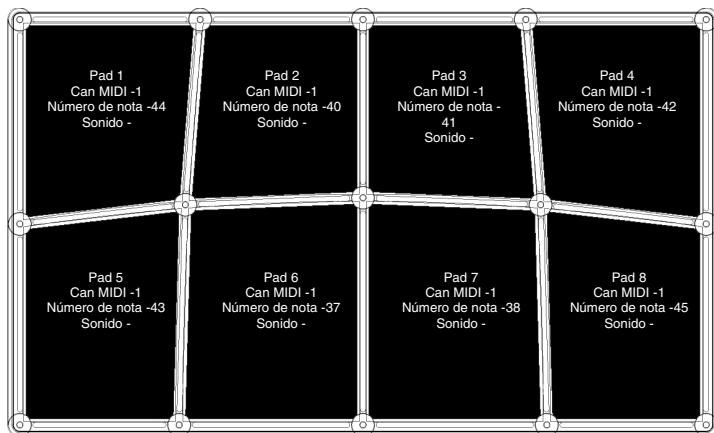 Pad 1
Can MIDI -1
Número de nota -44
Sonido -
Pad 2
Can MIDI -1
Número de nota -40
Sonido -
Pad 3
Can MIDI -1
Número de nota -
41
Sonido -
Pad 4
Can MIDI -1
Número de nota -42
Sonido -
Pad 5
Can MIDI -1
Número de nota -43
Sonido -
Pad 6
Can MIDI -1
Número de nota -37
Sonido -
Pad 7
Can MIDI -1
Número de nota -38
Sonido -
Pad 8
Can MIDI -1
Número de nota -45
Sonido -